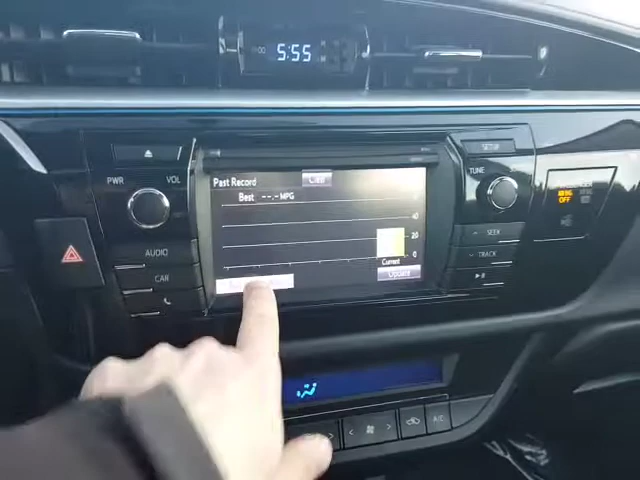 5:55
SETUP
PWR
VOL
TUNE
Past Record
Clear
Best --.- MPG
40
20
0
Current
Update
AUDIO
CAR
SEEK
TRACK
OFF
A/C